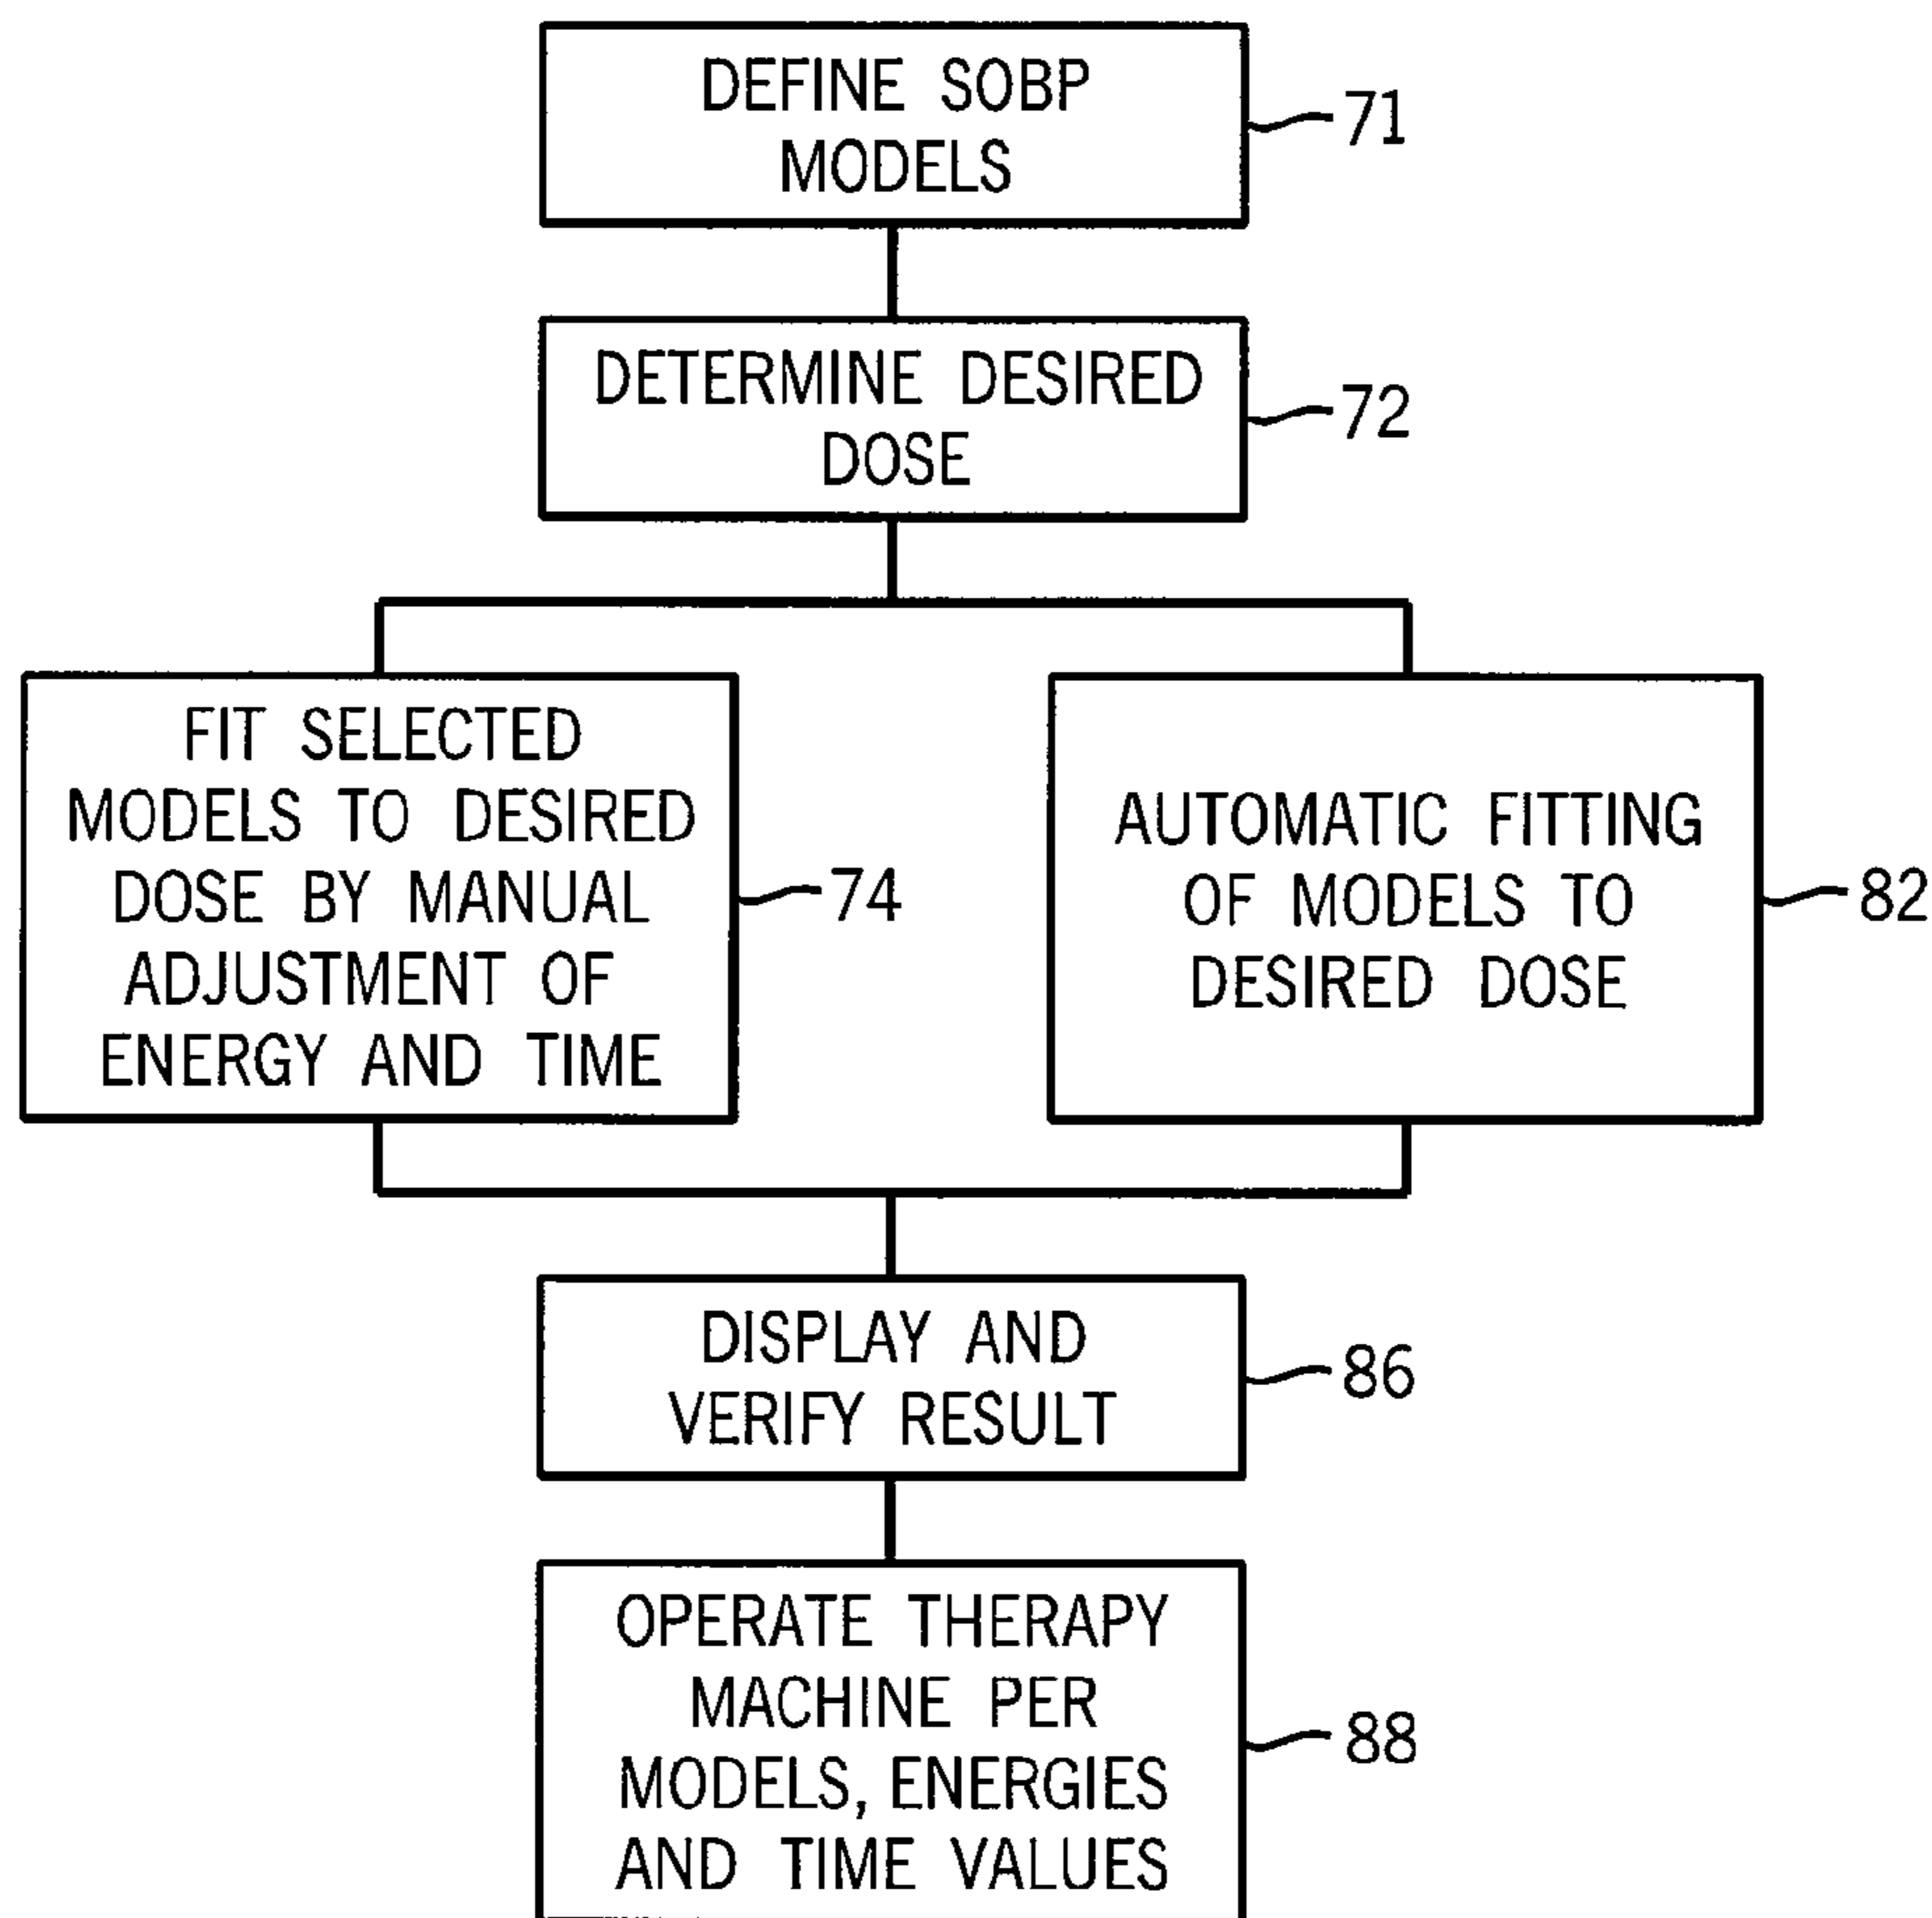 DEFINE SOBP
MODELS
71
DETERMINE DESIRED
DOSE
72
FIT SELECTED
MODELS TO DESIRED
DOSE BY MANUAL
ADJUSTMENT OF
ENERGY AND TIME
74
AUTOMATIC FITTING
OF MODELS TO
DESIRED DOSE
82
DISPLAY AND
VERIFY RESULT
86
OPERATE THERAPY
MACHINE PER
MODELS, ENERGIES
AND TIME VALUES
88